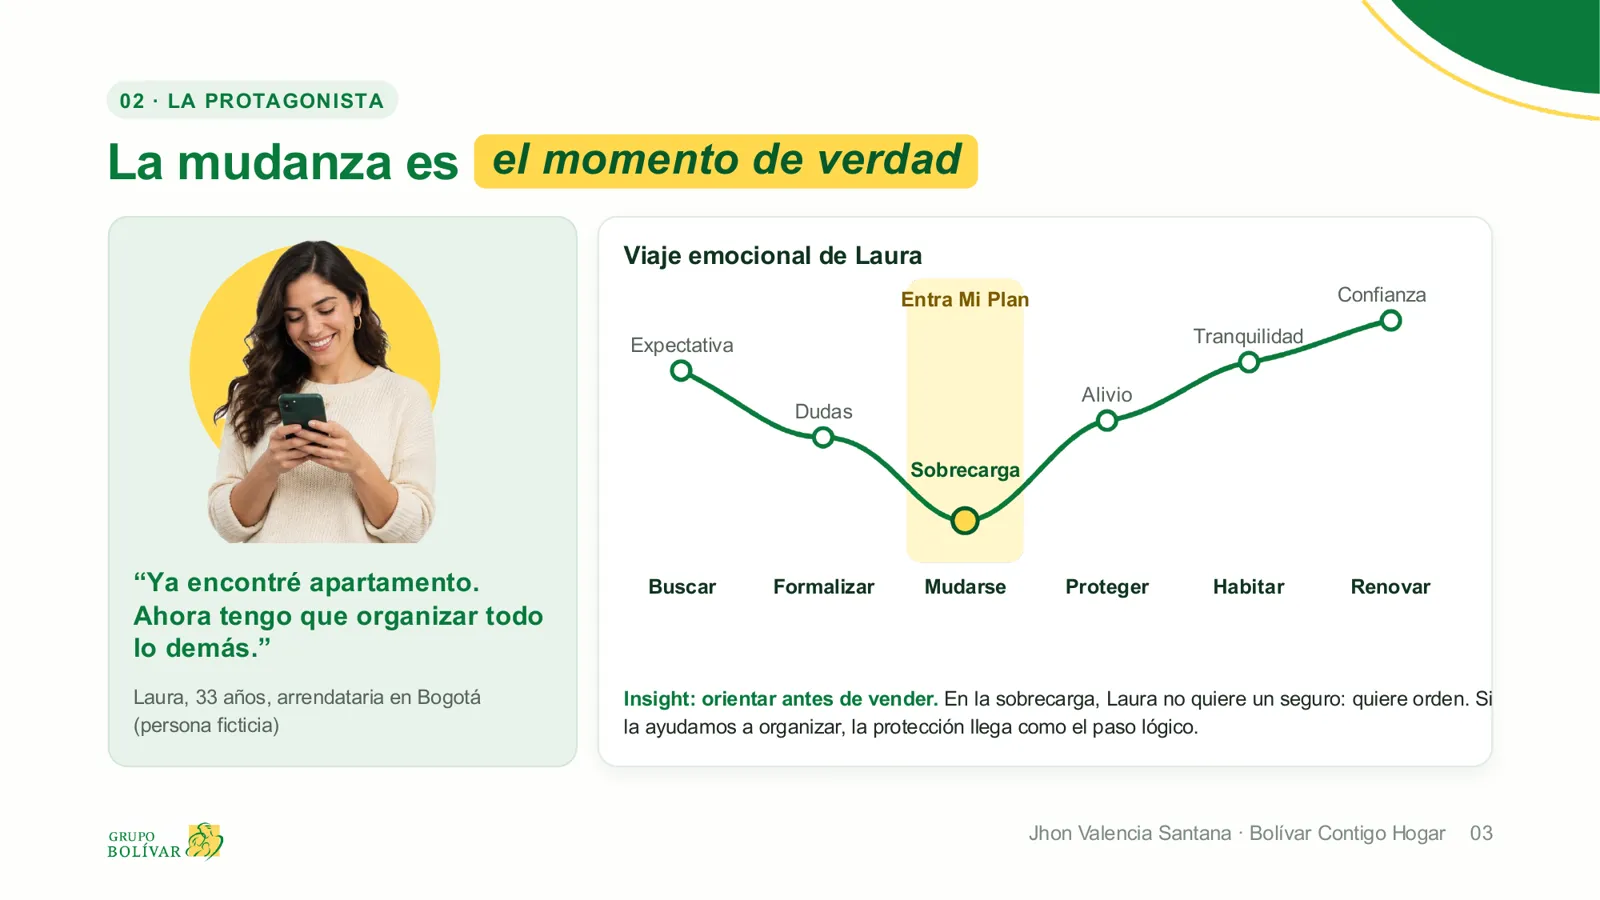 02 · LA PROTAGONISTA
La mudanza es el momento de verdad
“Ya encontré apartamento.
Ahora tengo que organizar todo
lo demás.”
Laura, 33 años, arrendataria en Bogotá
(persona ficticia)
Viaje emocional de Laura
Entra Mi Plan
Expectativa
Dudas
Sobrecarga
Alivio
Tranquilidad
Confianza
Buscar
Formalizar
Mudarse
Proteger
Habitar
Renovar
Insight: orientar antes de vender. En la sobrecarga, Laura no quiere un seguro: quiere orden. Si
la ayudamos a organizar, la protección llega como el paso lógico.
GRUPO
BOLÍVAR
Jhon Valencia Santana · Bolívar Contigo Hogar 03